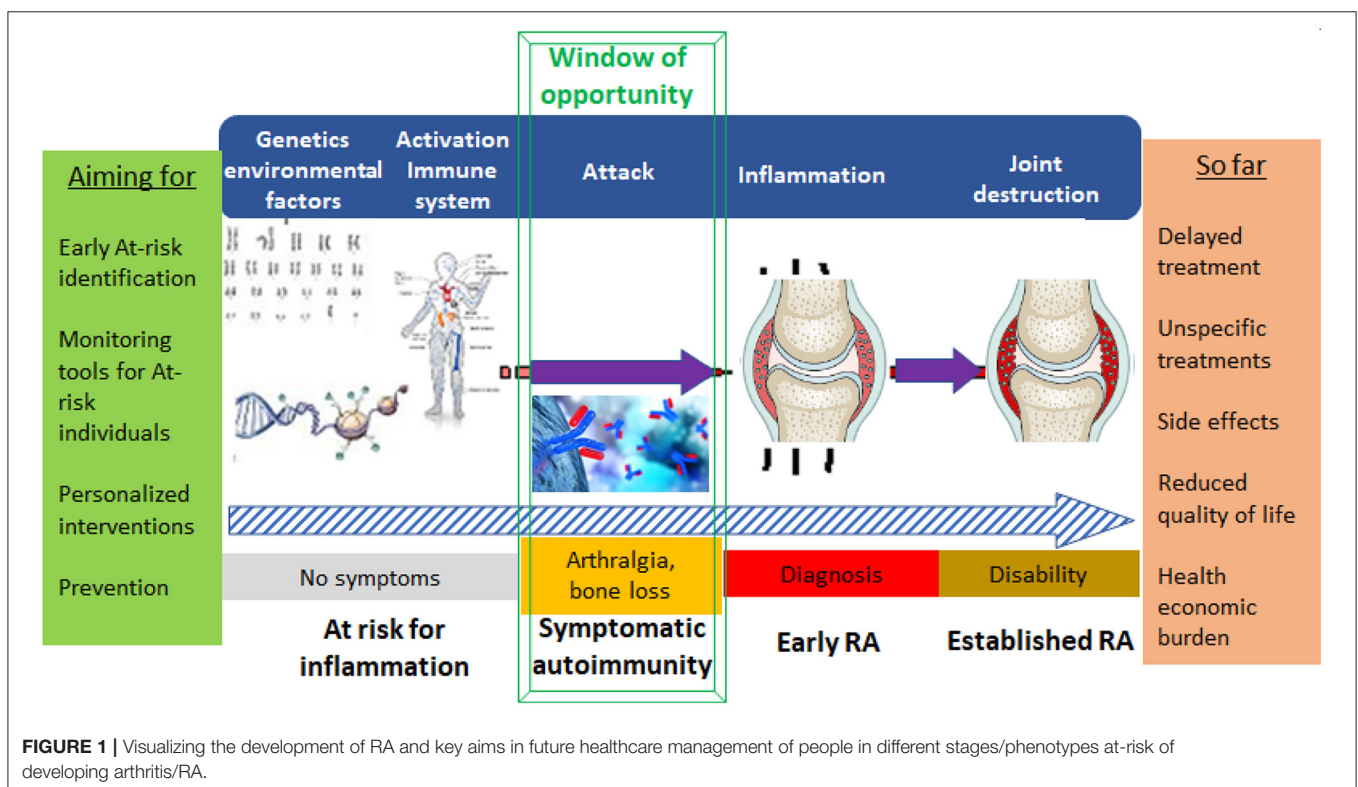 Window of
opportunity
Genetics
environmental
factors
Activation
Immune
system
Attack
Inflammation
Joint
destruction
Aiming for
Early At-risk
identification
Monitoring
tools for At-
risk
individuals
Personalized
interventions
Prevention
So far
Delayed
treatment
Unspecific
treatments
Side effects
Reduced
quality of life
Health
economic
burden
No symptoms
Arthralgia,
bone loss
Diagnosis
Disability
At risk for
inflammation
Symptomatic
autoimmunity
Early RA
Established RA
FIGURE 1 | Visualizing the development of RA and key aims in future healthcare management of people in different stages/phenotypes at-risk of
developing arthritis/RA.